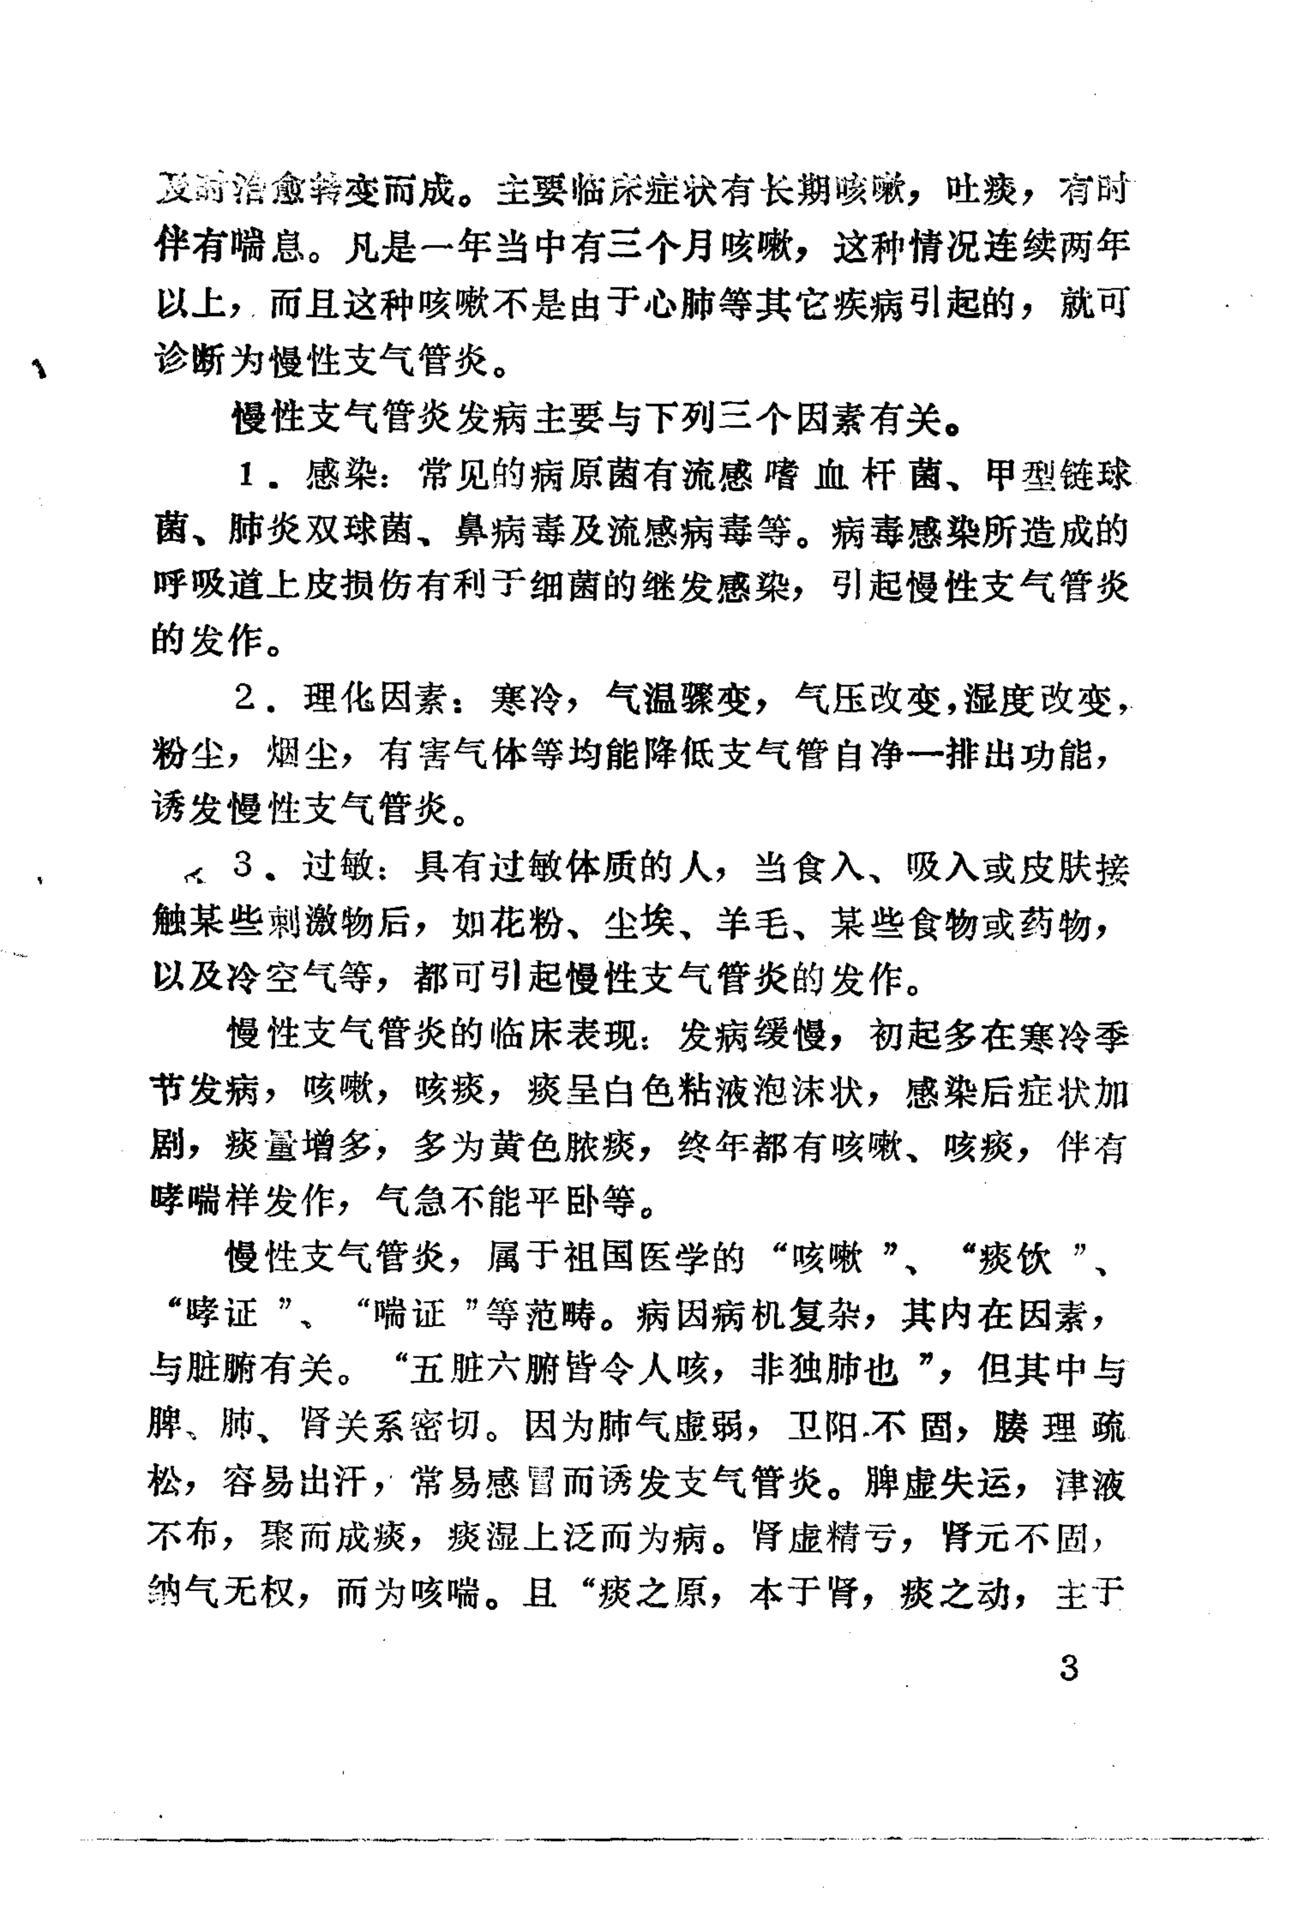 及时治愈转变而成。主要临床症状有长期咳嗽，吐痰，有时
伴有喘息。凡是一年当中有三个月咳嗽，这种情况连续两年
以上，而且这种咳嗽不是由于心肺等其它疾病引起的，就可
诊断为慢性支气管炎。
慢性支气管炎发病主要与下列三个因素有关。
1．感染：常见的病原菌有流感嗜血杆菌、甲型链球
菌、肺炎双球菌、鼻病毒及流感病毒等。病毒感染所造成的
呼吸道上皮损伤有利于细菌的继发感染，引起慢性支气管炎
的发作。
2．理化因素：寒冷，气温骤变，气压改变，湿度改变，
粉尘，烟尘，有害气体等均能降低支气管自净—排出功能，
诱发慢性支气管炎。
3．过敏：具有过敏体质的人，当食入、吸入或皮肤接
触某些刺激物后，如花粉、尘埃、羊毛、某些食物或药物，
以及冷空气等，都可引起慢性支气管炎的发作。
慢性支气管炎的临床表现：发病缓慢，初起多在寒冷季
节发病，咳嗽，咳痰，痰呈白色粘液泡沫状，感染后症状加
剧，痰量增多，多为黄色脓痰，终年都有咳嗽、咳痰，伴有
哮喘样发作，气急不能平卧等。
慢性支气管炎，属于祖国医学的“咳嗽”、“痰饮”、
“哮证”、“喘证”等范畴。病因病机复杂，其内在因素，
与脏腑有关。“五脏六腑皆令人咳，非独肺也”，但其中与
脾、肺、肾关系密切。因为肺气虚弱，卫阳不固，腠理疏
松，容易出汗，常易感冒而诱发支气管炎。脾虚失运，津液
不布，聚而成痰，痰湿上泛而为病。肾虚精亏，肾元不固，
纳气无权，而为咳喘。且“痰之原，本于肾，痰之动，主于
3